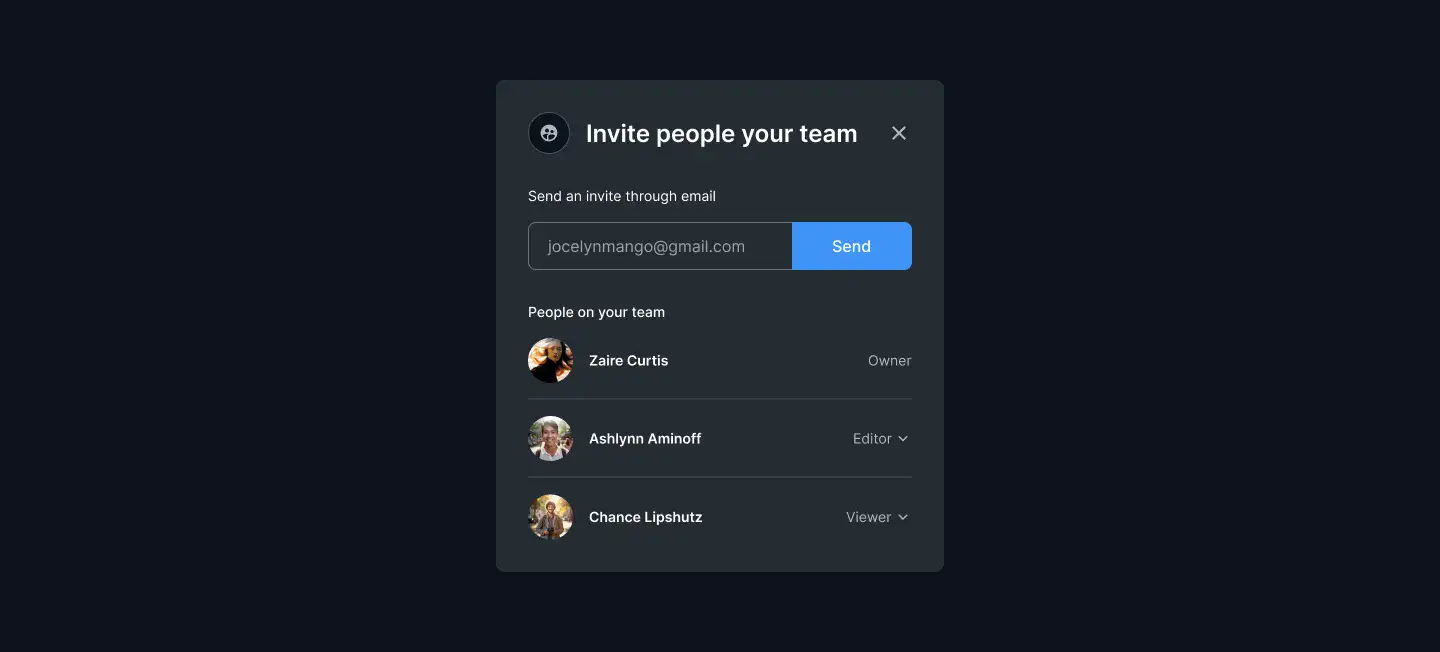 Invite people your team
Send an invite through email
jocelynmango@gmail.com
Send
People on your team
Zaire Curtis
Owner
Ashlynn Aminoff
Editor
Chance Lipshutz
Viewer